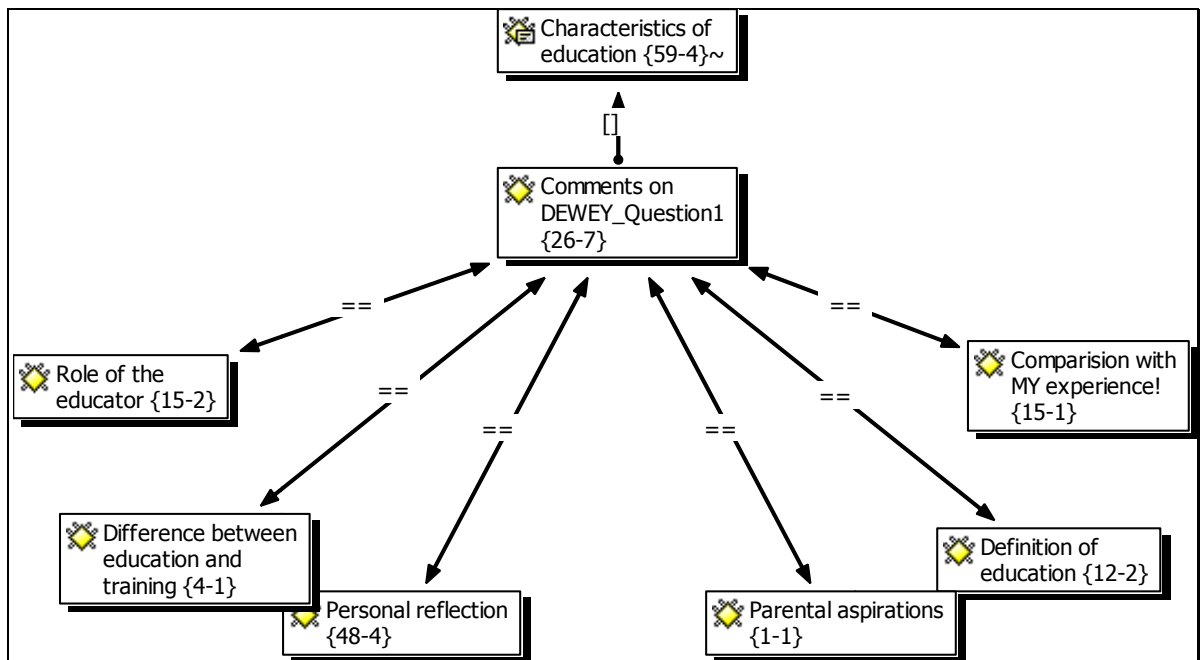 Characteristics of
education {59-4}~
[]
Comments on
DEWEY_Question1
{26-7}
==
==
Role of the
educator {15-2}
Comparision with
MY experience!
{15-1}
==
==
==
==
Difference between
education and
training {4-1}
Definition of
education {12-2}
Personal reflection
{48-4}
Parental aspirations
{1-1}